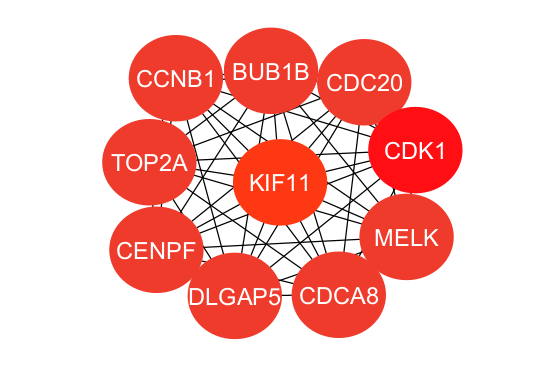 BUB1B
CCNB1
CDC20
CDK1
TOP2A
KIF11
MELK
CENPF
DLGAP5
CDCA8